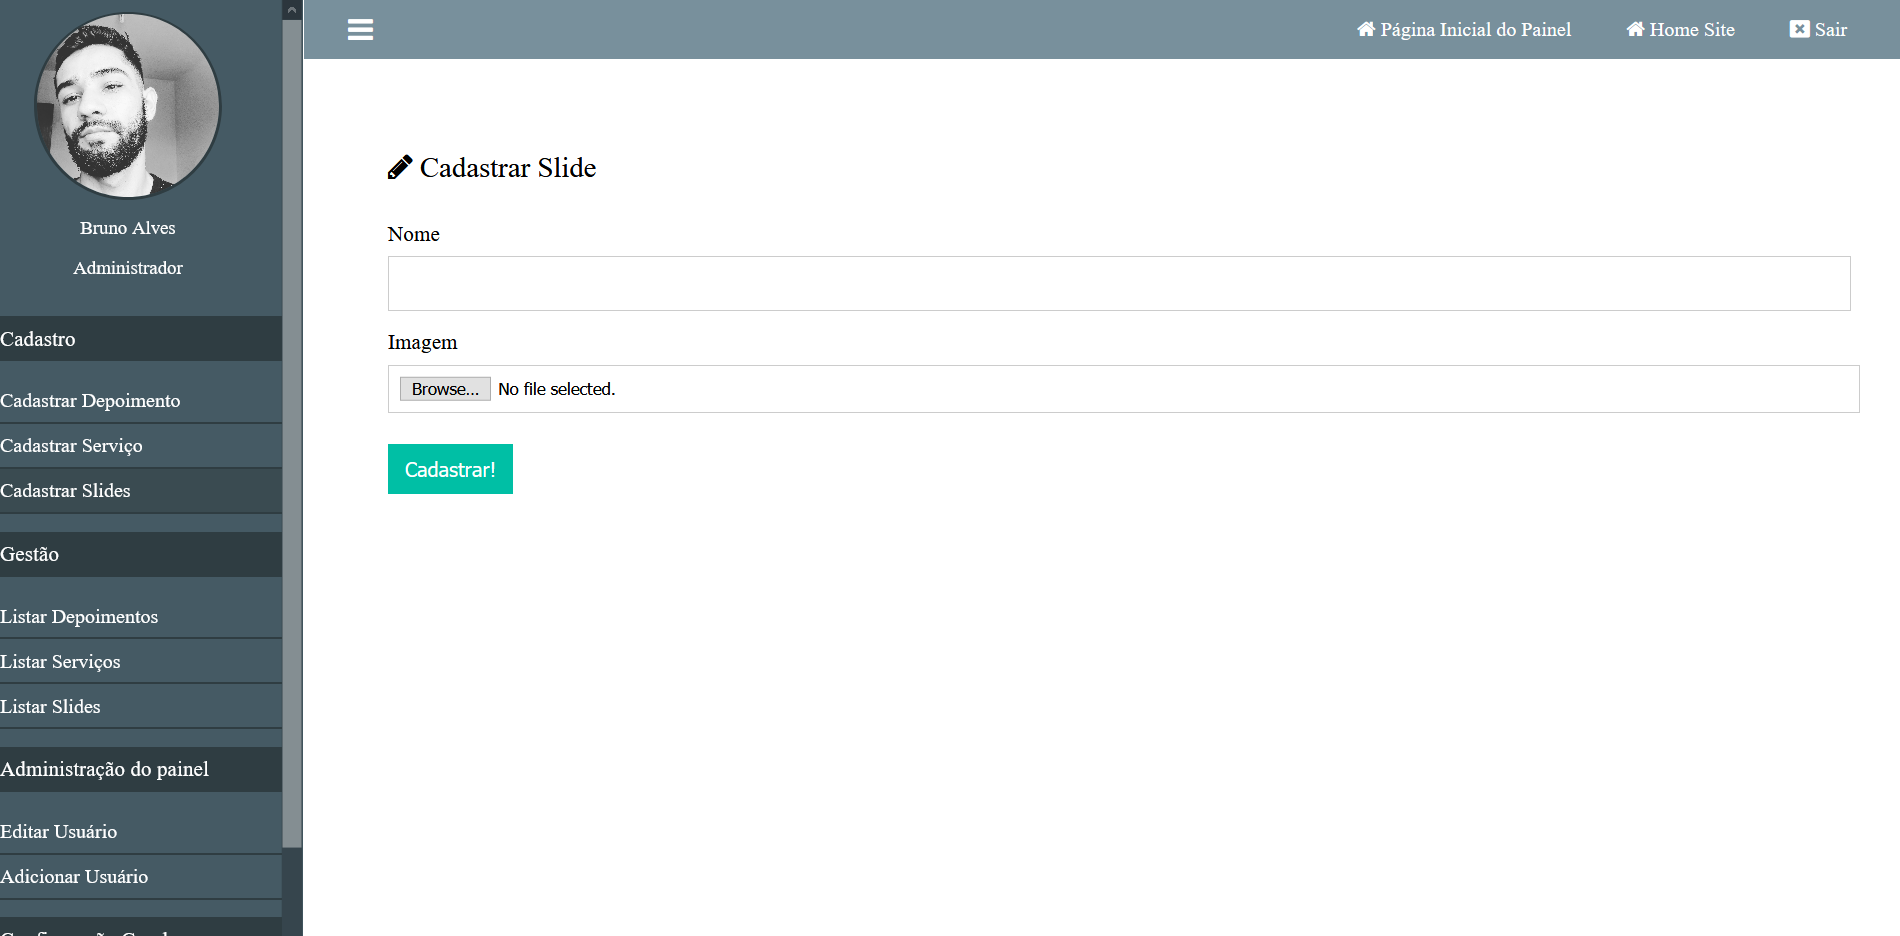 Bruno Alves
Administrador
Cadastro
Cadastrar Depoimento
Cadastrar Serviço
Cadastrar Slides
Gestão
Listar Depoimentos
Listar Serviços
Listar Slides
Administração do painel
Editar Usuário
Adicionar Usuário
Página Inicial do Painel
Home Site
Sair
Cadastrar Slide
Nome
Imagem
Browse... No file selected.
Cadastrar!